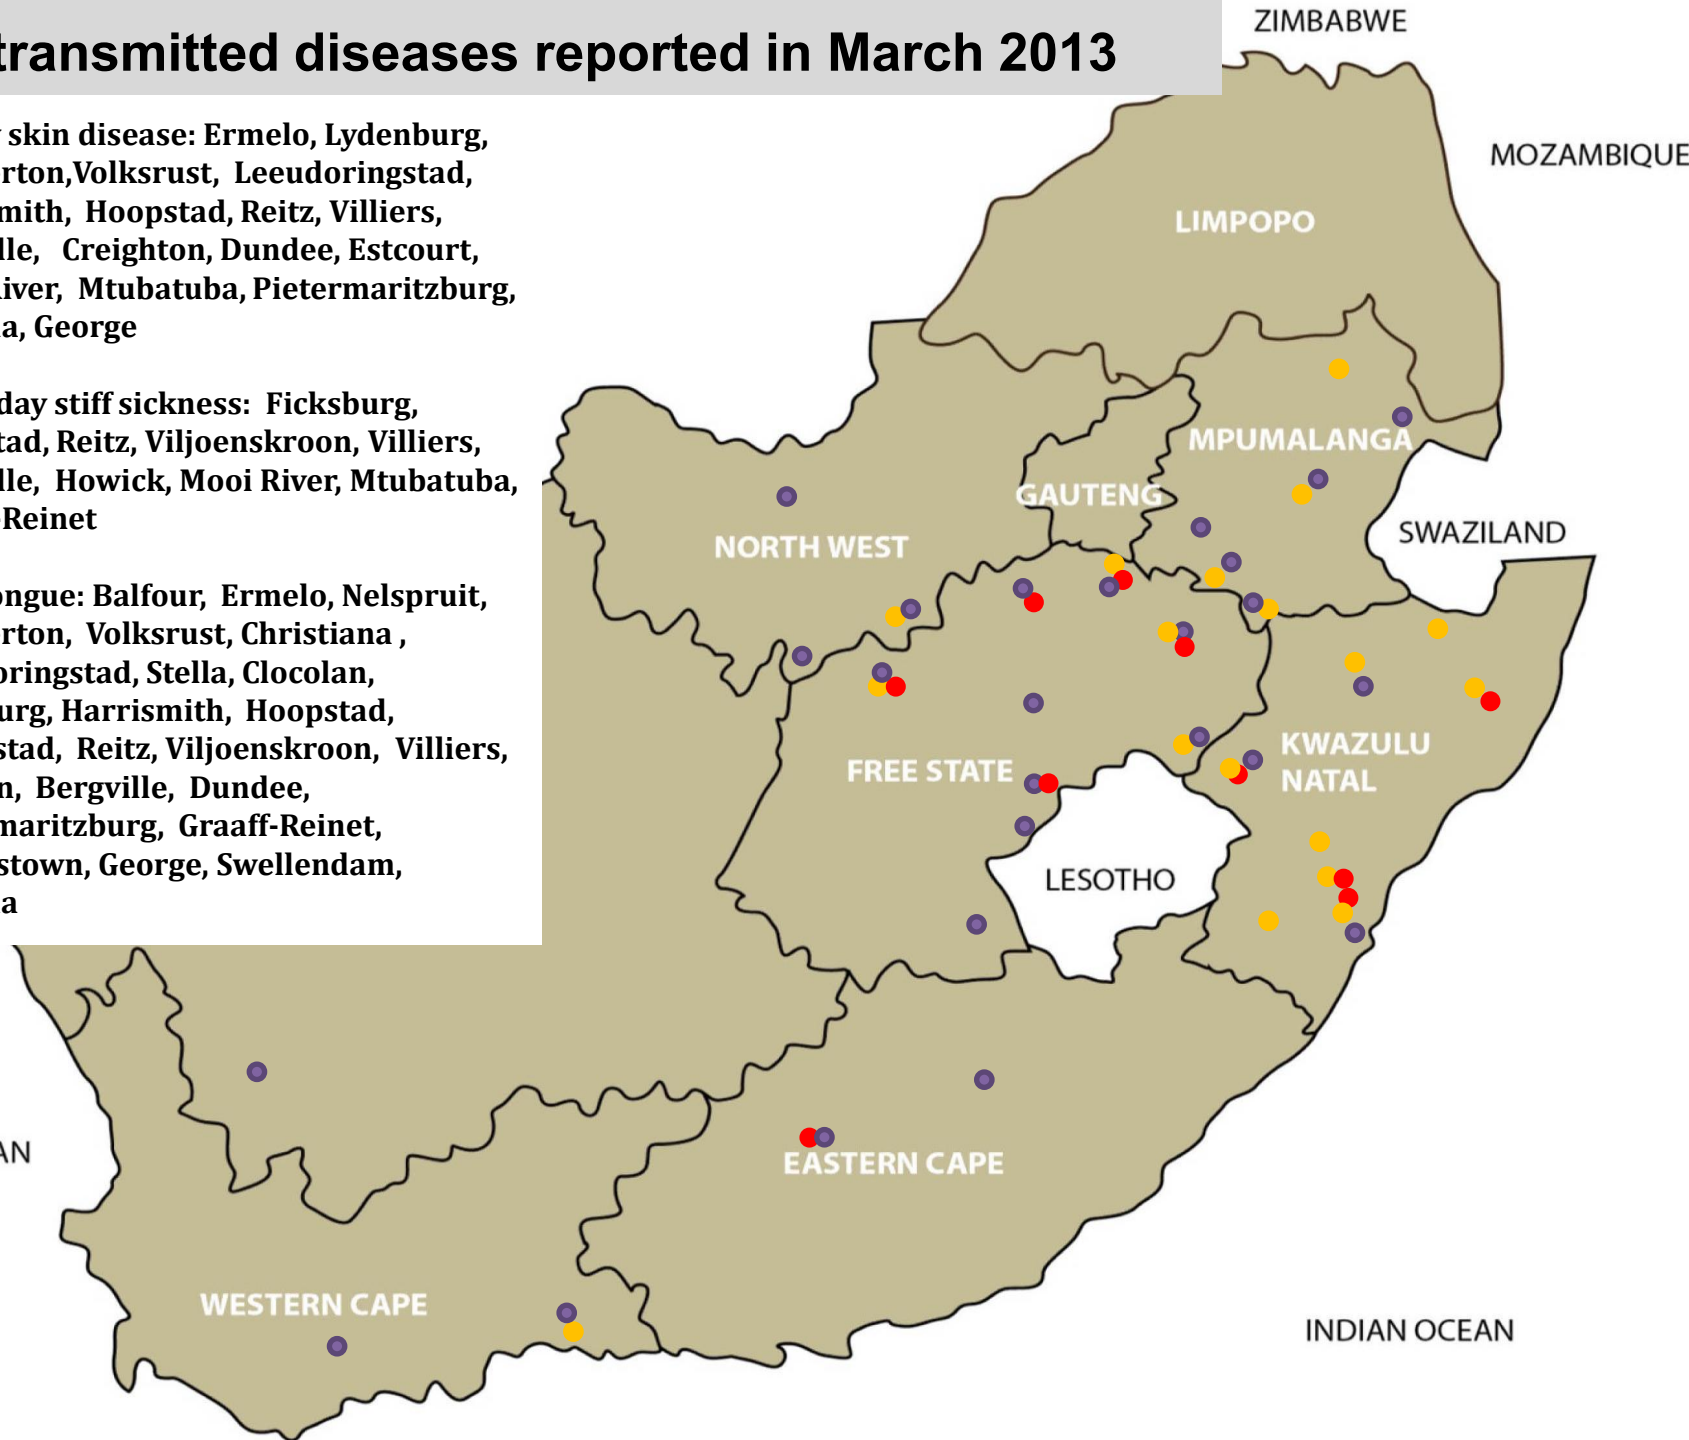 transmitted diseases reported in March 2013
skin disease: Ermelo, Lydenburg,
rton,Volksrust, Leeudoringstad,
mith, Hoopstad, Reitz, Villiers,
lle, Creighton, Dundee, Estcourt,
iver, Mtubatuba, Pietermaritzburg,
a, George
day stiff sickness: Ficksburg,
tad, Reitz, Viljoenskroon, Villiers,
lle, Howick, Mooi River, Mtubatuba,
-Reinet
ongue: Balfour, Ermelo, Nelspruit,
rton, Volksrust, Christiana ,
oringstad, Stella, Clocolan,
urg, Harrismith, Hoopstad,
stad, Reitz, Viljoenskroon, Villiers,
n, Bergville, Dundee,
maritzburg, Graaff-Reinet,
stown, George, Swellendam,
a
ZIMBABWE
MOZAMBIQUE
LIMPOPO
MPUMALANGA
GAUTENG
SWAZILAND
NORTH WEST
KWAZULU
NATAL
FREE STATE
LESOTHO
AN
EASTERN CAPE
WESTERN CAPE
INDIAN OCEAN